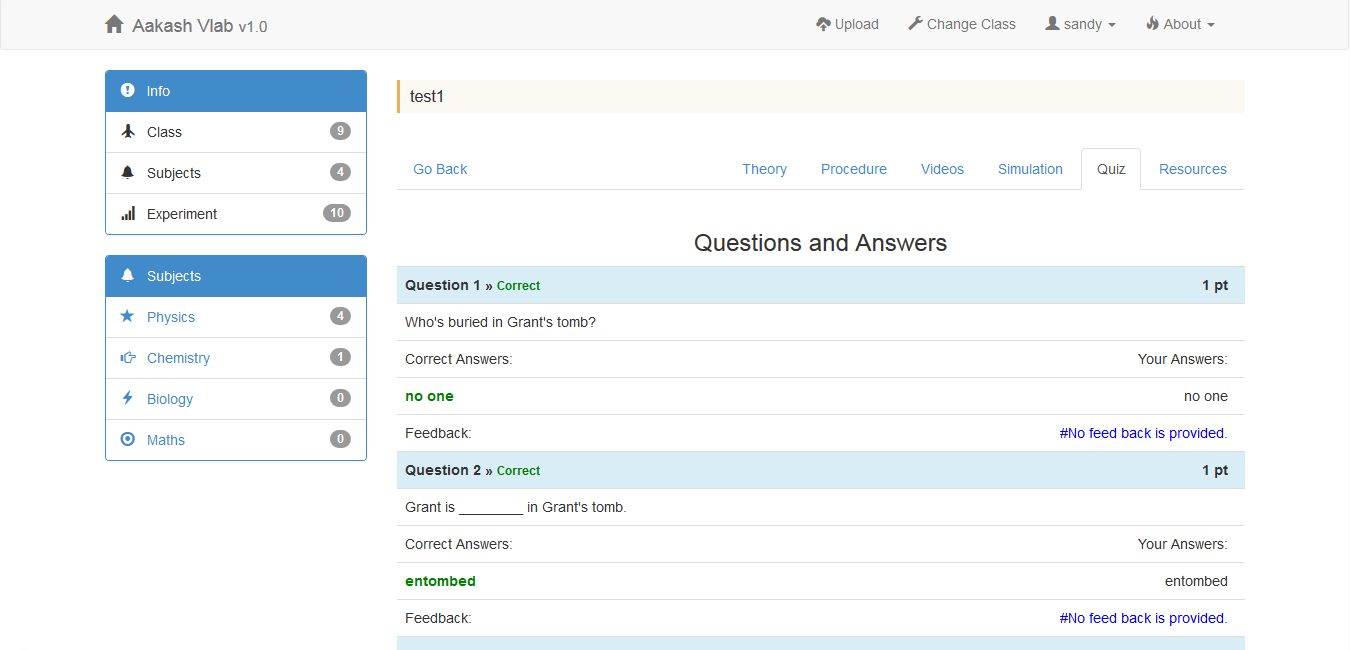 Aakash Vlab v1.0 Upload Change Class sandy About
Info
Class 9
Subjects 4
Experiment 10
Subjects
Physics 4
Chemistry 1
Biology 0
Maths 0
test1
Go Back Theory Procedure Videos Simulation Quiz Resources
Questions and Answers
Question 1 » Correct 1 pt
Who's buried in Grant's tomb?
Correct Answers: Your Answers:
no one no one
Feedback: #No feed back is provided.
Question 2 » Correct 1 pt
Grant is ________ in Grant's tomb.
Correct Answers: Your Answers:
entombed entombed
Feedback: #No feed back is provided.